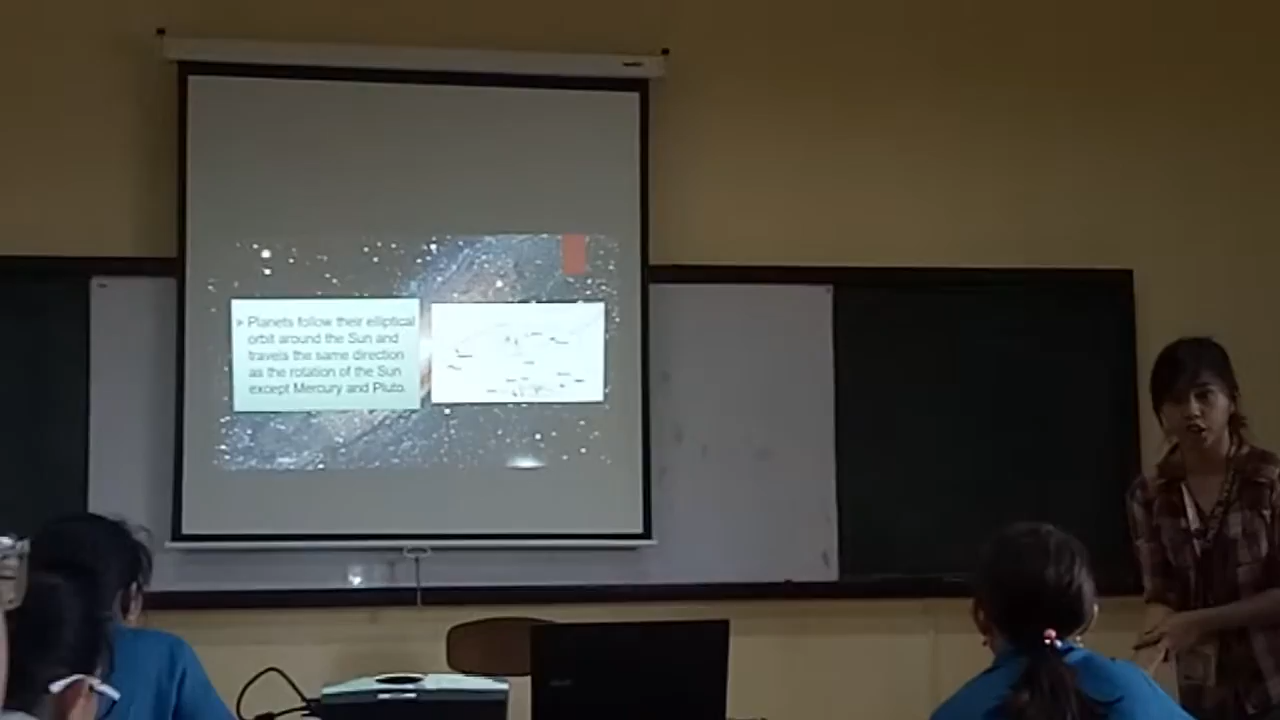 Planets follow their elliptical
orbit around the Sun and
travels the same direction
as the rotation of the Sun
except Mercury and Pluto.